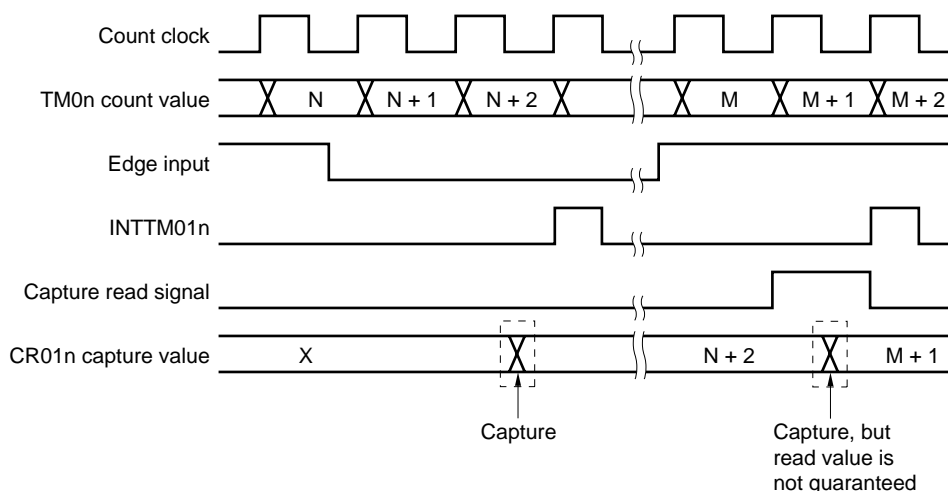 Count clock
TM0n count value
N
N + 1
N + 2
M
M + 1
M + 2
Edge input
INTTM01n
Capture read signal
CR01n capture value
X
N + 2
M + 1
Capture
Capture, but
read value is
not guaranteed